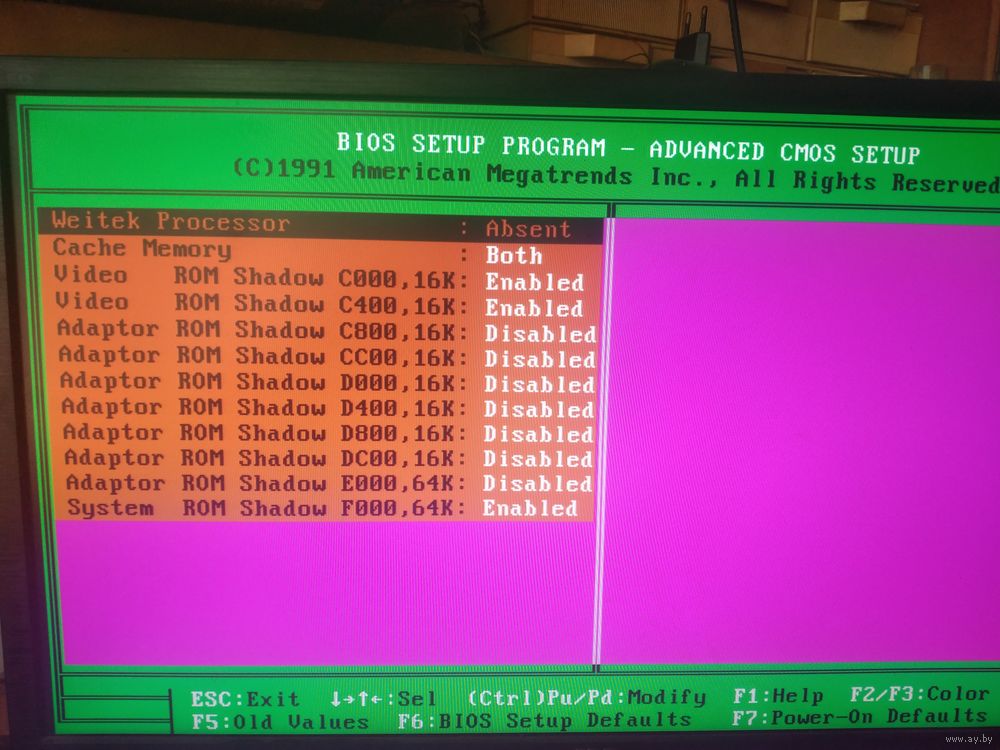 BIOS SETUP PROGRAM - ADVANCED CMOS SETUP
(C)1991 American Megatrends Inc., All Rights Reserved
Weitek Processor : Absent
Cache Memory : Both
Video ROM Shadow C000,16K: Enabled
Video ROM Shadow C400,16K: Enabled
Adaptor ROM Shadow C800,16K: Disabled
Adaptor ROM Shadow CC00,16K: Disabled
Adaptor ROM Shadow D000,16K: Disabled
Adaptor ROM Shadow D400,16K: Disabled
Adaptor ROM Shadow D800,16K: Disabled
Adaptor ROM Shadow DC00,16K: Disabled
Adaptor ROM Shadow E000,64K: Disabled
System ROM Shadow F000,64K: Enabled
ESC:Exit ↓→↑←:Sel (Ctrl)Pu/Pd:Modify F1:Help F2/F3:Color
F5:Old Values F6:BIOS Setup Defaults F7:Power-On Defaults
www.ay.by